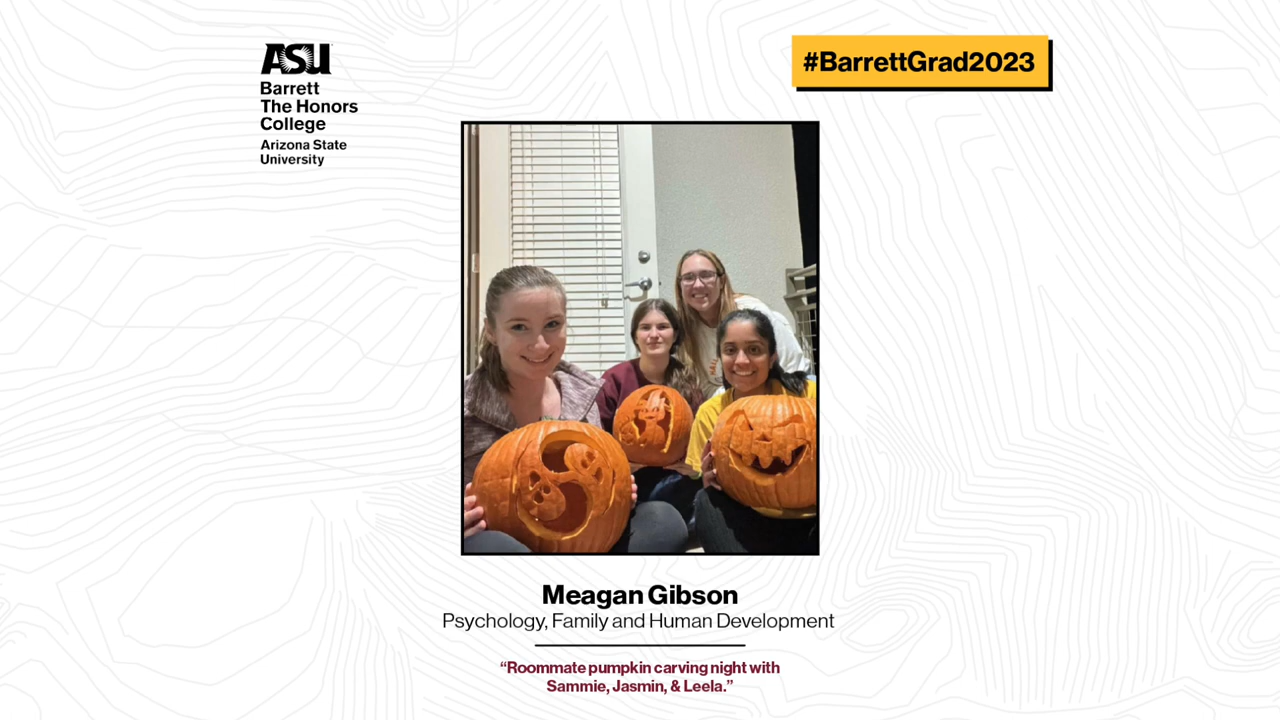 ASU
Barrett
The Honors
College
Arizona State
University
#BarrettGrad2023
Meagan Gibson
Psychology, Family and Human Development
“Roommate pumpkin carving night with
Sammie, Jasmin, & Leela.”